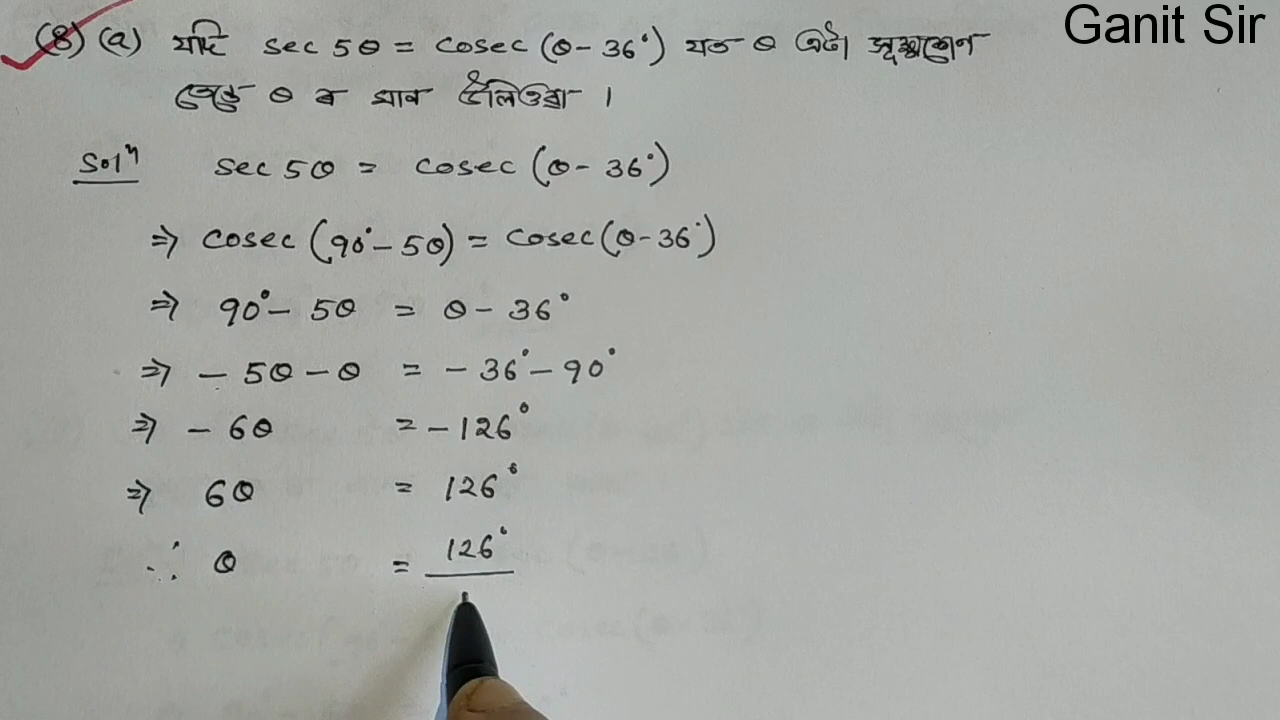 Ganit Sir
(8) (a) যদি sec 5θ = cosec (θ - 36°) যত θ এটা সূক্ষ্মকোণ
θ ৰ মান উলিওৱা ।
Solⁿ sec 5θ = cosec (θ - 36°)
⇒ cosec (90° - 5θ) = cosec (θ - 36°)
⇒ 90° - 5θ = θ - 36°
⇒ - 5θ - θ = - 36° - 90°
⇒ - 6θ = - 126°
⇒ 6θ = 126°
∴ θ = 126°